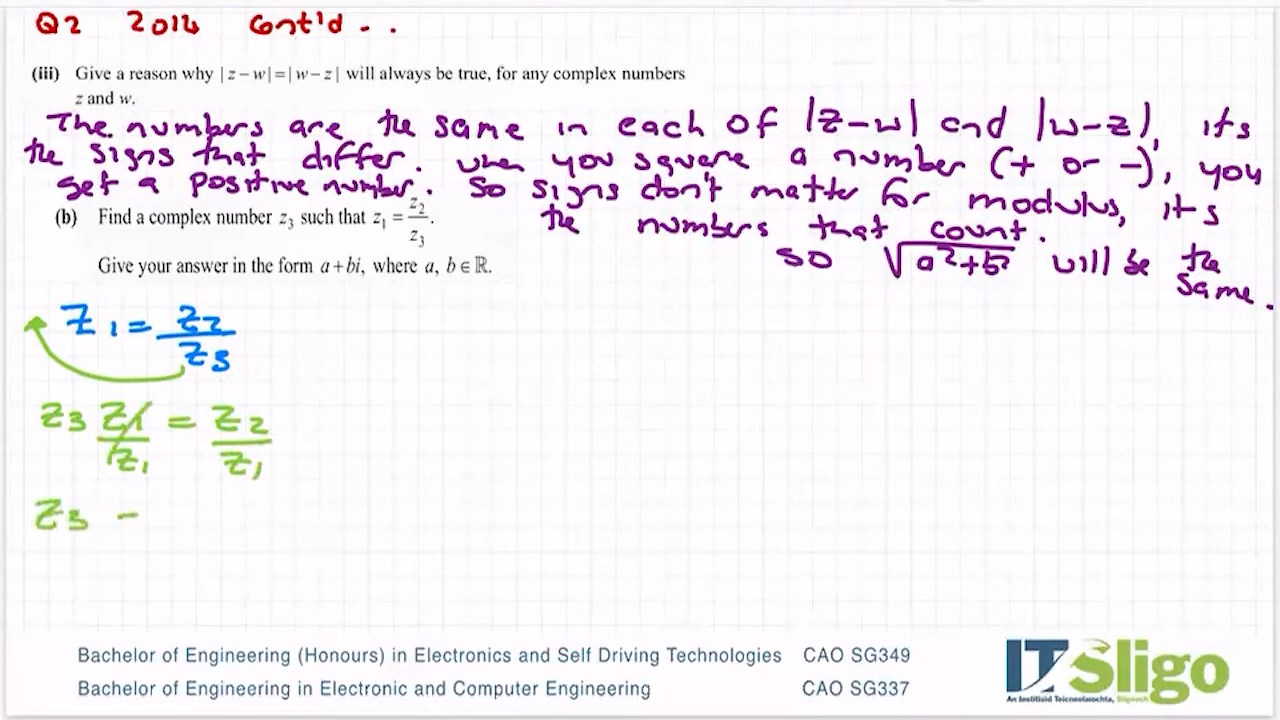 Q2 2014 Cont'd . .
(iii) Give a reason why |z − w| = |w − z| will always be true, for any complex numbers
z and w.
The numbers are the same in each of |z−w| and |w−z|, its
the signs that differ. When you square a number (+ or −), you
get a positive number. So signs don't matter for modulus, it's
the numbers that count.
so √a²+b² will be the
same.
(b) Find a complex number z₃ such that z₁ = z₂/z₃.
Give your answer in the form a + bi, where a, b ∈ ℝ.
Z₁ = Z₂/Z₃
Z₃ Z₁/Z₁ = Z₂/Z₁
Z₃ –
Bachelor of Engineering (Honours) in Electronics and Self Driving Technologies CAO SG349
Bachelor of Engineering in Electronic and Computer Engineering CAO SG337
IT Sligo
An Institiúid Teicneolaíochta, Sligeach